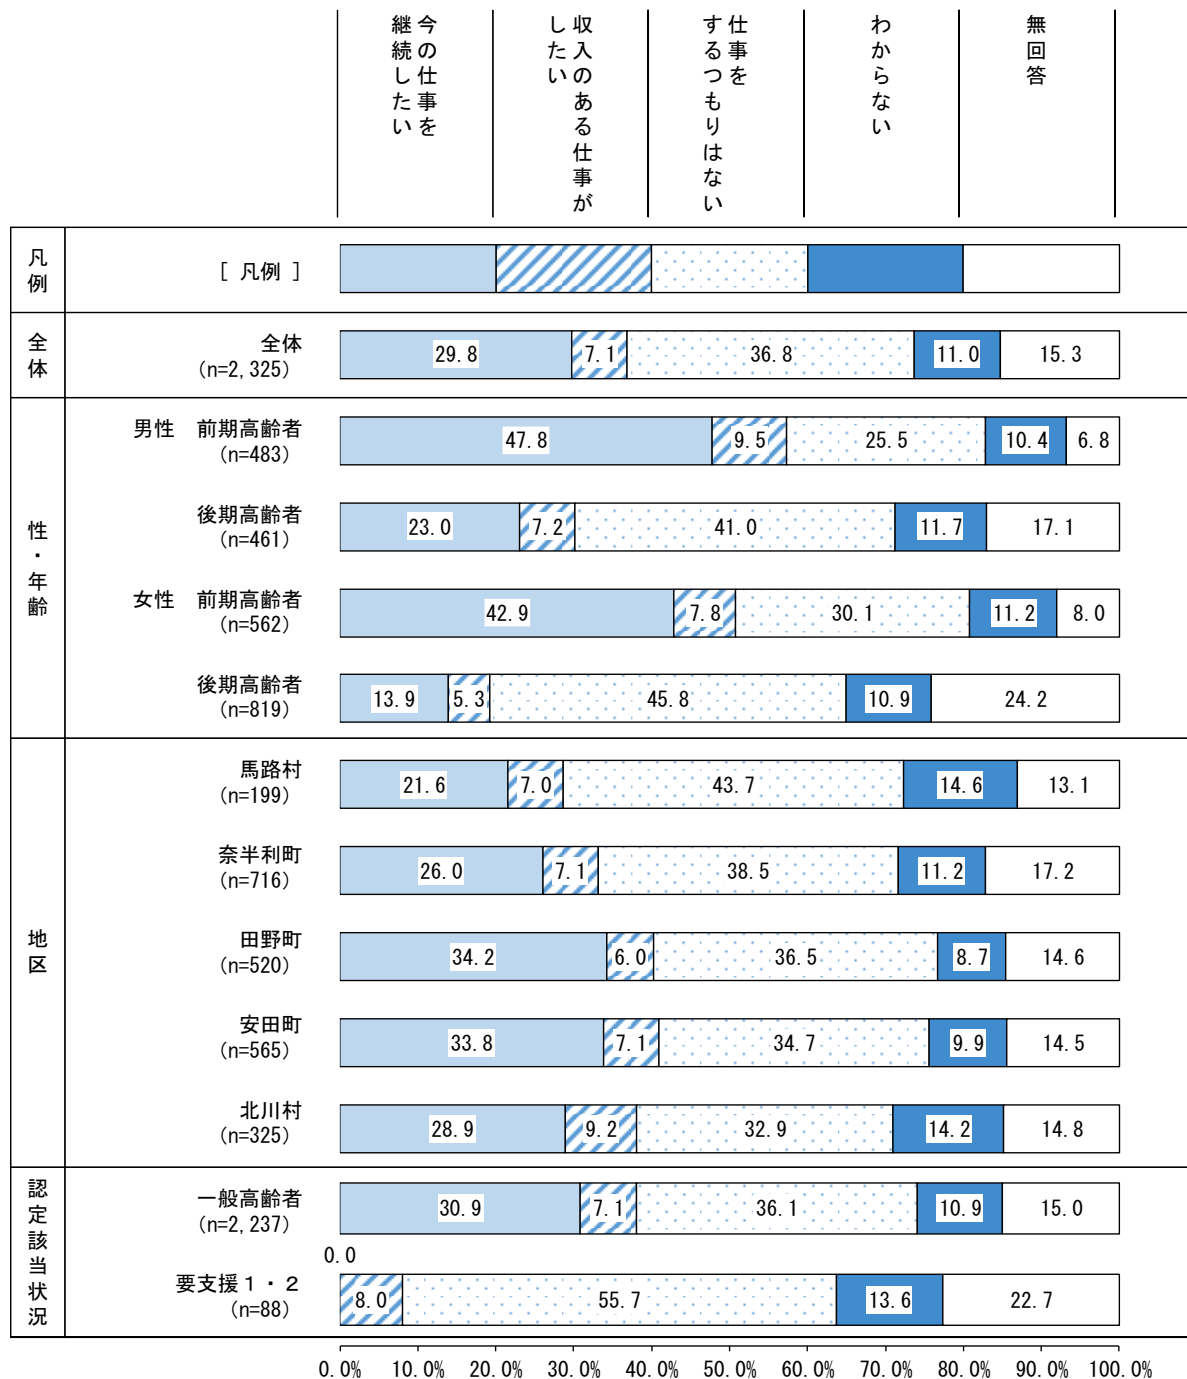 今の仕事を
継続したい
収入のある仕事が
したい
仕事を
するつもりはない
わからない
無回答
凡例
[ 凡例 ]
全体
全体
(n=2,325)
29.8 7.1 36.8 11.0 15.3
性・年齢
男性 前期高齢者
(n=483)
47.8 9.5 25.5 10.4 6.8
後期高齢者
(n=461)
23.0 7.2 41.0 11.7 17.1
女性 前期高齢者
(n=562)
42.9 7.8 30.1 11.2 8.0
後期高齢者
(n=819)
13.9 5.3 45.8 10.9 24.2
地区
馬路村
(n=199)
21.6 7.0 43.7 14.6 13.1
奈半利町
(n=716)
26.0 7.1 38.5 11.2 17.2
田野町
(n=520)
34.2 6.0 36.5 8.7 14.6
安田町
(n=565)
33.8 7.1 34.7 9.9 14.5
北川村
(n=325)
28.9 9.2 32.9 14.2 14.8
認定該当状況
一般高齢者
(n=2,237)
30.9 7.1 36.1 10.9 15.0
要支援１・２
(n=88)
0.0
8.0 55.7 13.6 22.7
0.0% 10.0% 20.0% 30.0% 40.0% 50.0% 60.0% 70.0% 80.0% 90.0% 100.0%